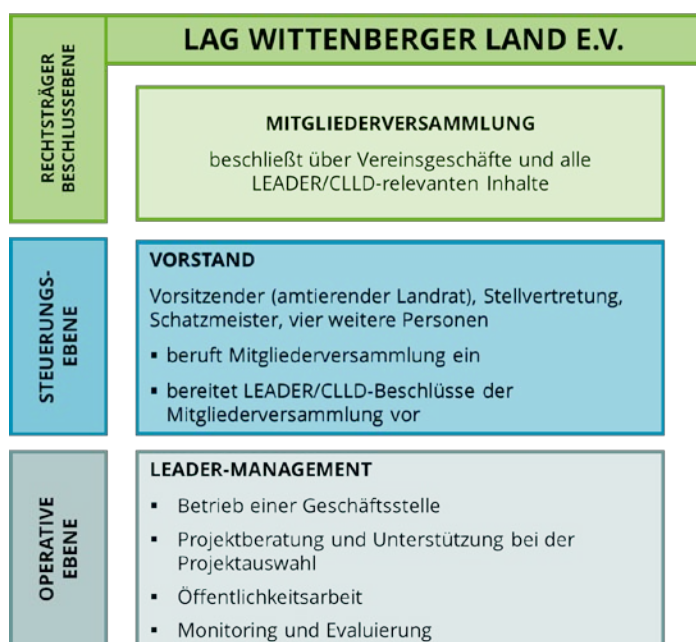 LAG WITTENBERGER LAND E.V.
RECHTSTRÄGER
BESCHLUSSEBENE
MITGLIEDERVERSAMMLUNG
beschließt über Vereinsgeschäfte und alle
LEADER/CLLD-relevanten Inhalte
STEUERUNGS-
EBENE
VORSTAND
Vorsitzender (amtierender Landrat), Stellvertretung,
Schatzmeister, vier weitere Personen
▪ beruft Mitgliederversammlung ein
▪ bereitet LEADER/CLLD-Beschlüsse der
Mitgliederversammlung vor
OPERATIVE
EBENE
LEADER-MANAGEMENT
▪ Betrieb einer Geschäftsstelle
▪ Projektberatung und Unterstützung bei der
Projektauswahl
▪ Öffentlichkeitsarbeit
▪ Monitoring und Evaluierung